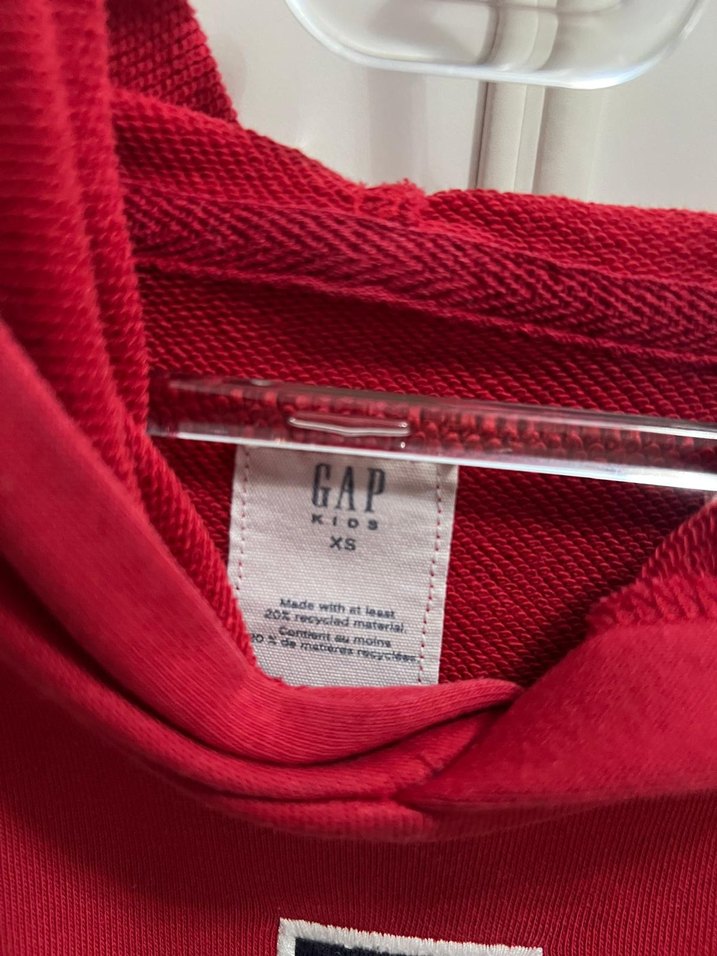 GAP
KIDS
XS
Made with at least
20% recycled material.
Contient au moins
20 % de matières recyclées.